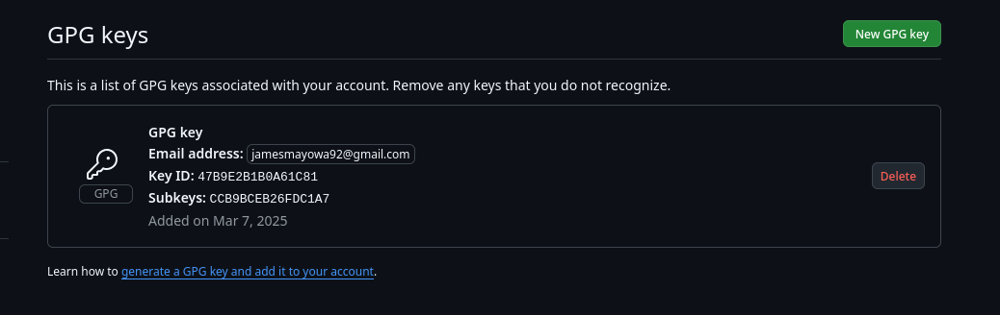 GPG keys
New GPG key
This is a list of GPG keys associated with your account. Remove any keys that you do not recognize.
GPG key
Email address: jamesmayowa92@gmail.com
Key ID: 47B9E2B1B0A61C81
Subkeys: CCB9BCEB26FDC1A7
Added on Mar 7, 2025
GPG
Delete
Learn how to generate a GPG key and add it to your account.